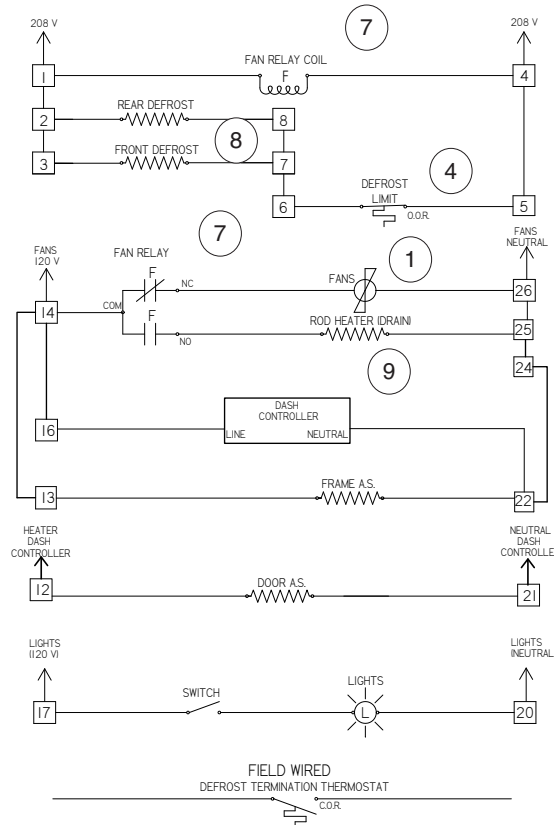 208 V
208 V
7
FAN RELAY COIL
F
1
4
REAR DEFROST
2
8
8
FRONT DEFROST
3
7
4
DEFROST
LIMIT
6
O.O.R.
5
7
FANS
120 V
FANS
NEUTRAL
FAN RELAY
1
F
NC
FANS
26
COM
14
F
ROD HEATER (DRAIN)
25
NO
24
9
DASH
CONTROLLER
16
LINE
NEUTRAL
FRAME A.S.
13
22
HEATER
DASH
CONTROLLER
NEUTRAL
DASH
CONTROLLE
DOOR A.S.
12
21
LIGHTS
(120 V)
LIGHTS
(NEUTRAL
SWITCH
LIGHTS
17
L
20
FIELD WIRED
DEFROST TERMINATION THERMOSTAT
C.O.R.